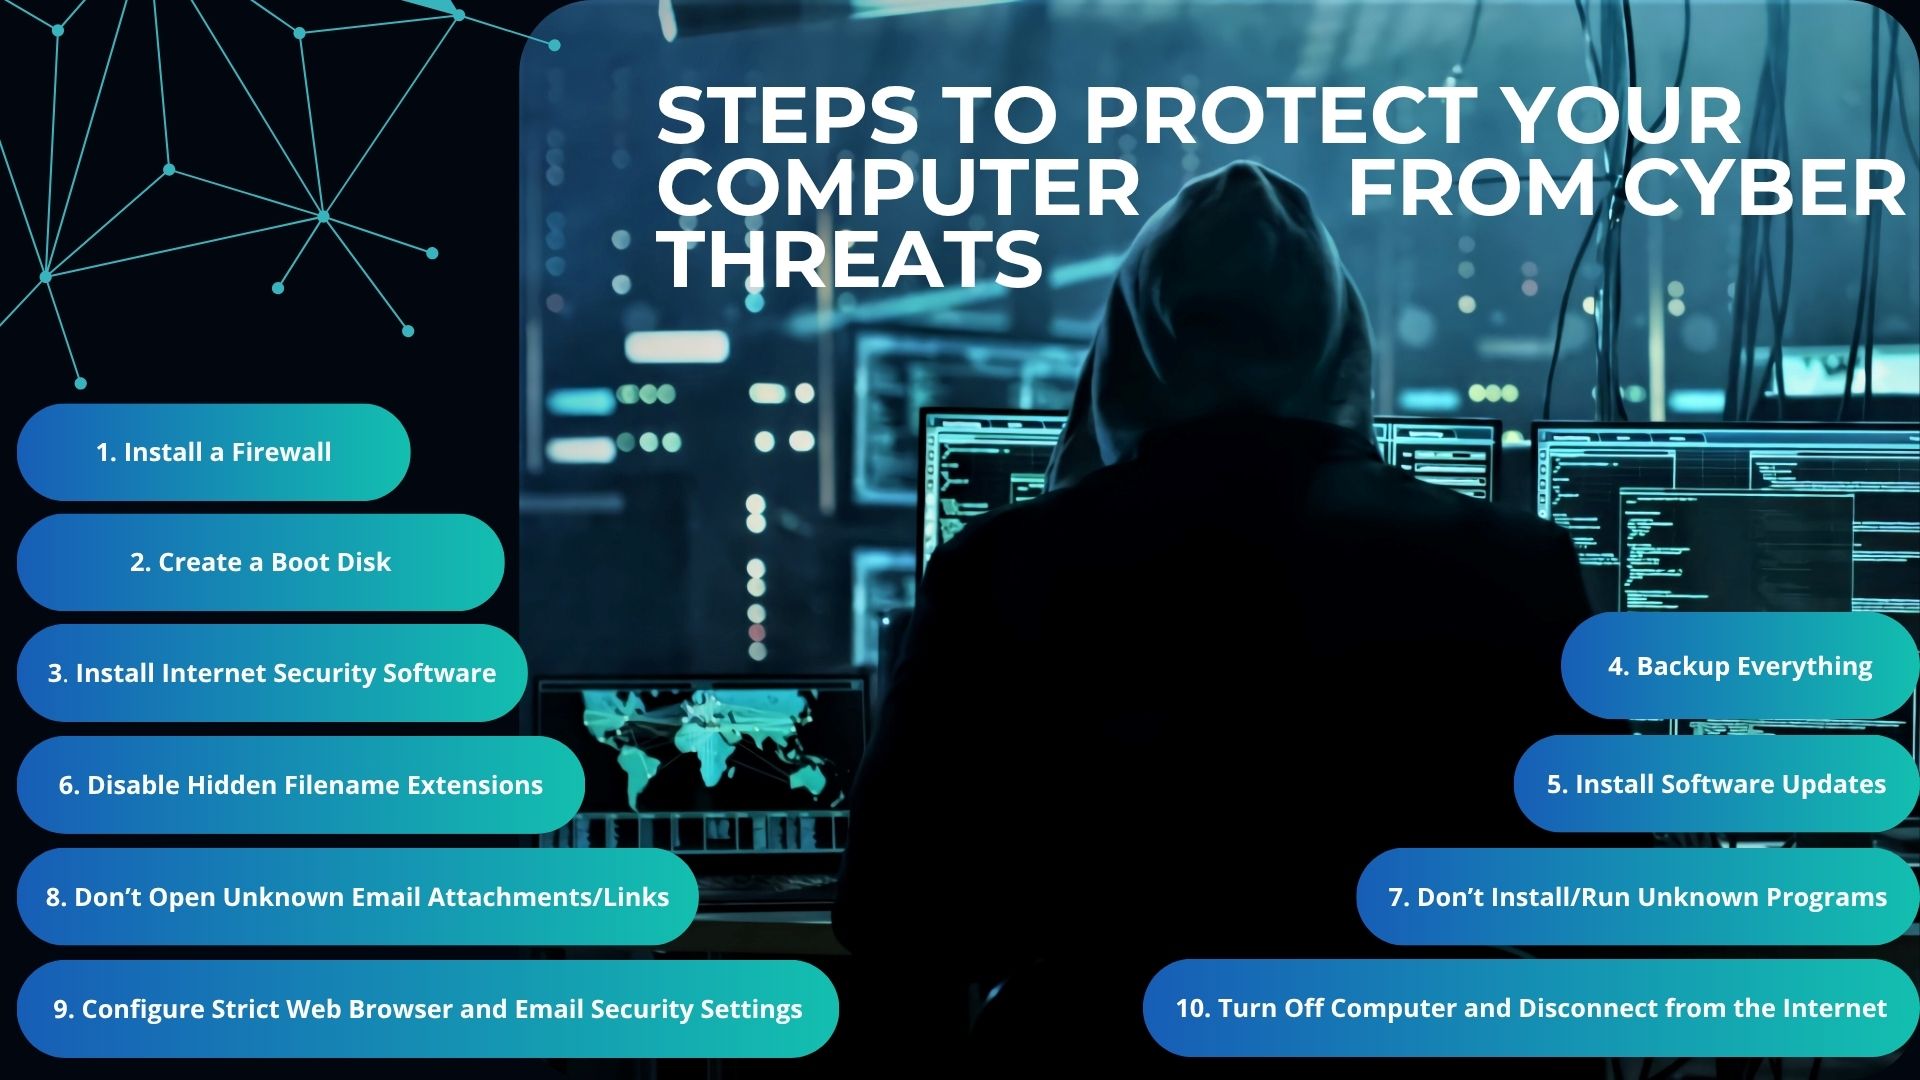 STEPS TO PROTECT YOUR
COMPUTER FROM CYBER
THREATS
1. Install a Firewall
2. Create a Boot Disk
3. Install Internet Security Software
4. Backup Everything
5. Install Software Updates
6. Disable Hidden Filename Extensions
7. Don’t Install/Run Unknown Programs
8. Don’t Open Unknown Email Attachments/Links
9. Configure Strict Web Browser and Email Security Settings
10. Turn Off Computer and Disconnect from the Internet